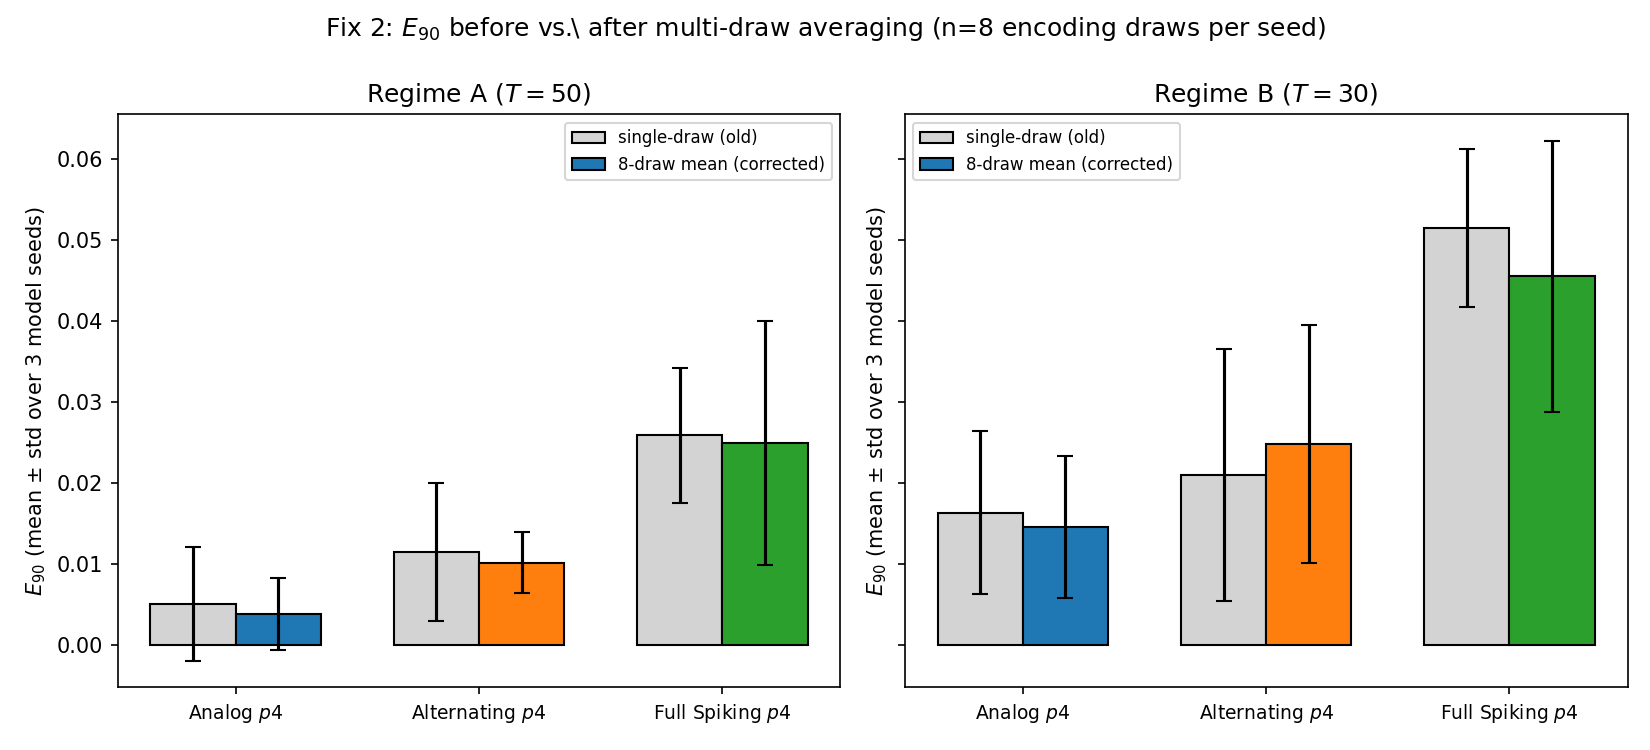 Fix 2: E₉₀ before vs.\ after multi-draw averaging (n=8 encoding draws per seed)
Regime A (T = 50)
single-draw (old)
8-draw mean (corrected)
E₉₀ (mean ± std over 3 model seeds)
0.06
0.05
0.04
0.03
0.02
0.01
0.00
Analog p4
Alternating p4
Full Spiking p4
Regime B (T = 30)
single-draw (old)
8-draw mean (corrected)
E₉₀ (mean ± std over 3 model seeds)
Analog p4
Alternating p4
Full Spiking p4